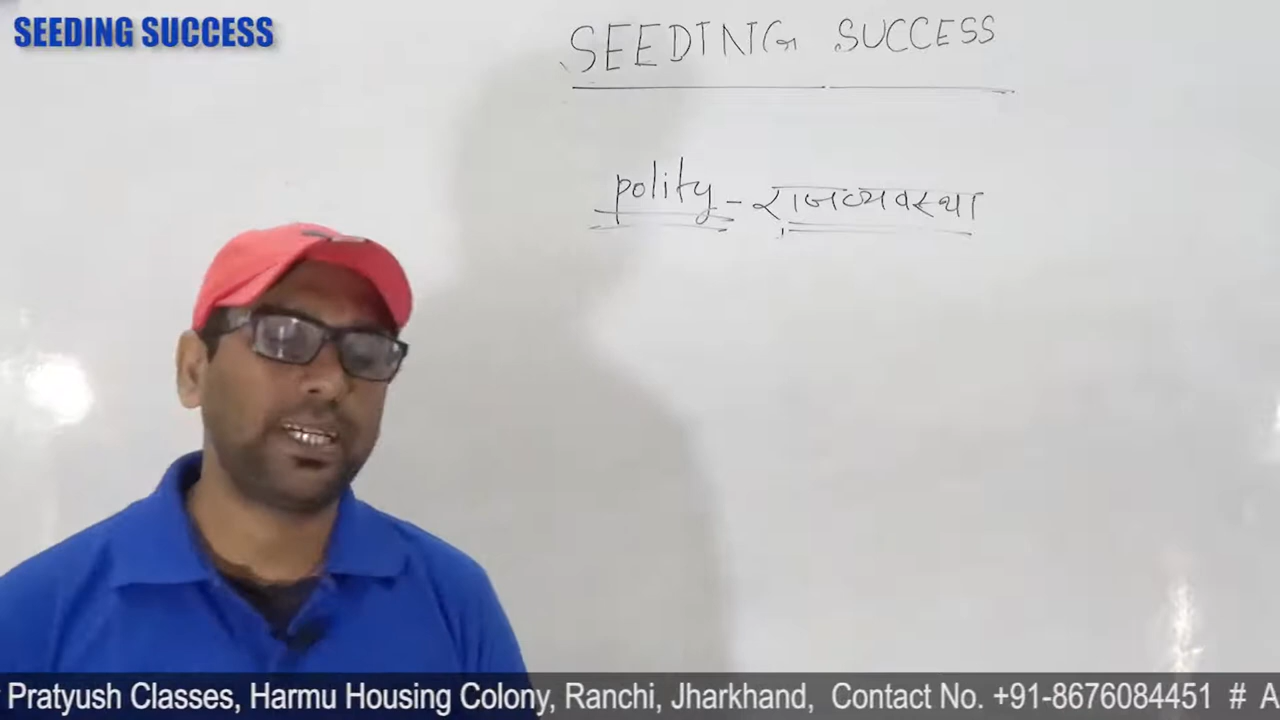 SEEDING SUCCESS
SEEDING SUCCESS
polity - राजव्यवस्था
Pratyush Classes, Harmu Housing Colony, Ranchi, Jharkhand, Contact No. +91-8676084451 # A